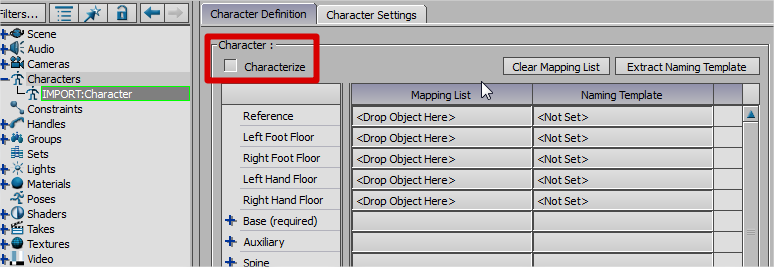 Filters...
Character Definition
Character Settings
Scene
Audio
Cameras
Characters
IMPORT:Character
Constraints
Handles
Groups
Sets
Lights
Materials
Poses
Shaders
Takes
Textures
Video
Character :
Characterize
Clear Mapping List
Extract Naming Template
Mapping List Naming Template
Reference <Drop Object Here> <Not Set>
Left Foot Floor <Drop Object Here> <Not Set>
Right Foot Floor <Drop Object Here> <Not Set>
Left Hand Floor <Drop Object Here> <Not Set>
Right Hand Floor <Drop Object Here> <Not Set>
Base (required)
Auxiliary
Spine